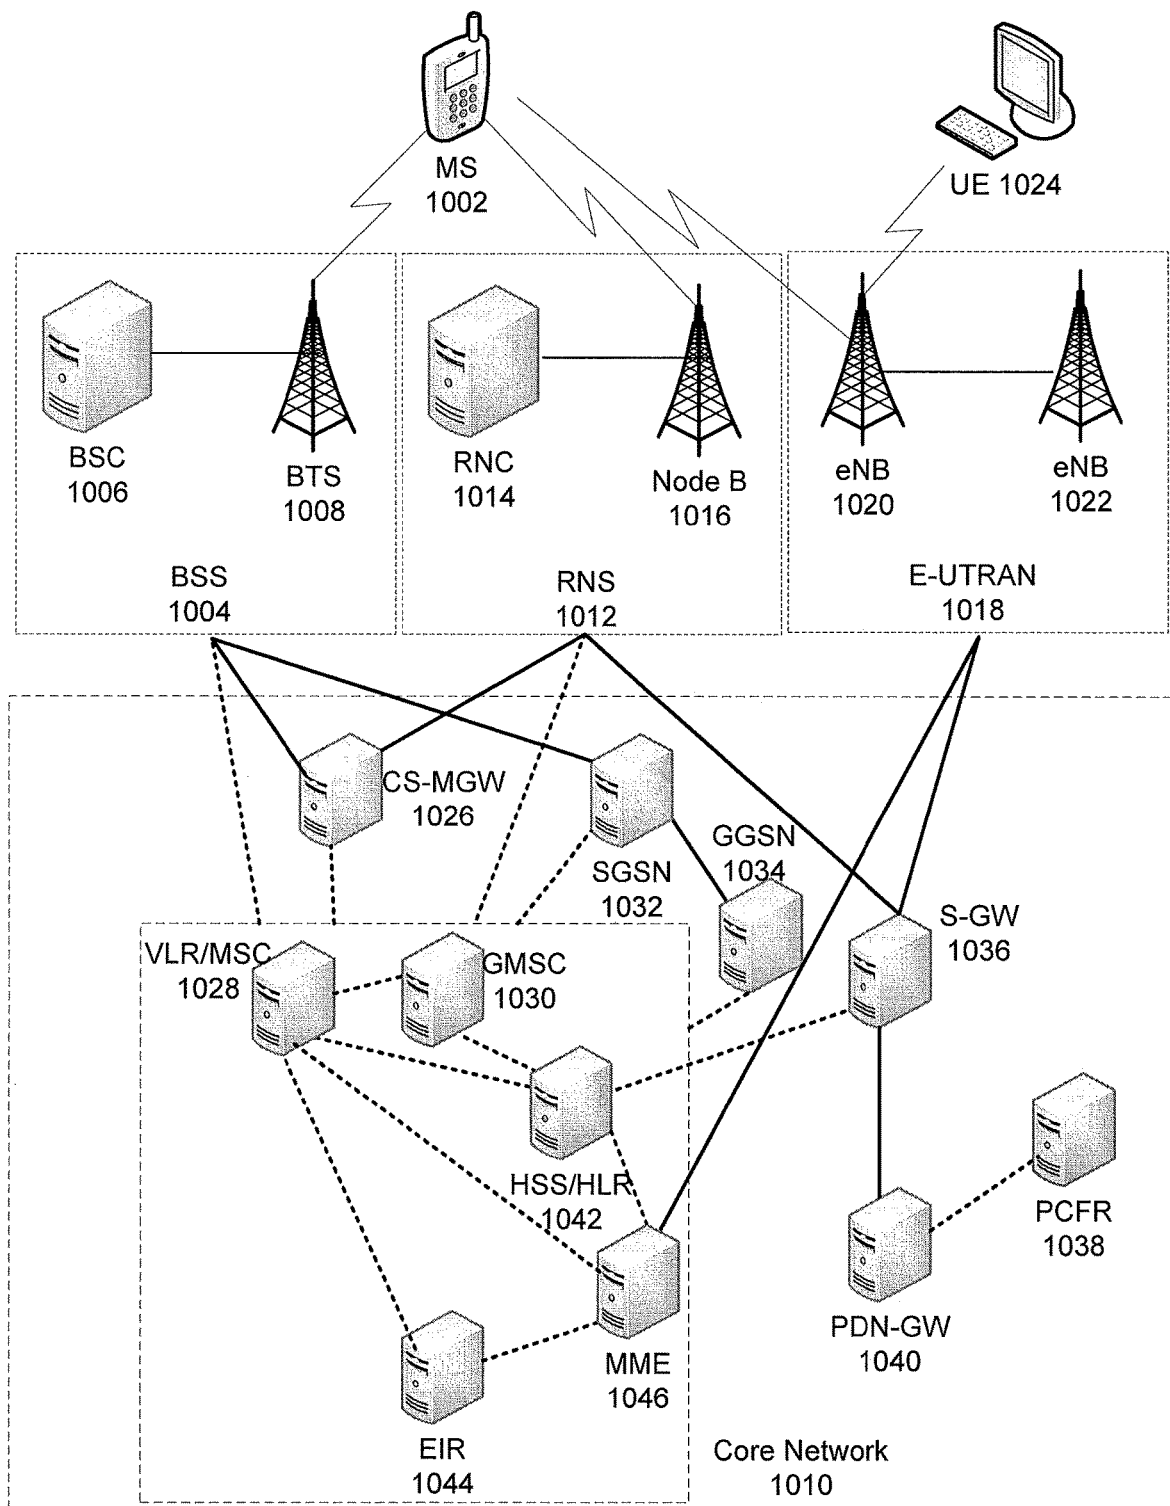 MS
1002
UE 1024
BSC
1006
BTS
1008
RNC
1014
Node B
1016
eNB
1020
eNB
1022
BSS
1004
RNS
1012
E-UTRAN
1018
CS-MGW
1026
SGSN
1032
GGSN
1034
S-GW
1036
VLR/MSC
1028
GMSC
1030
HSS/HLR
1042
PCFR
1038
PDN-GW
1040
MME
1046
EIR
1044
Core Network
1010